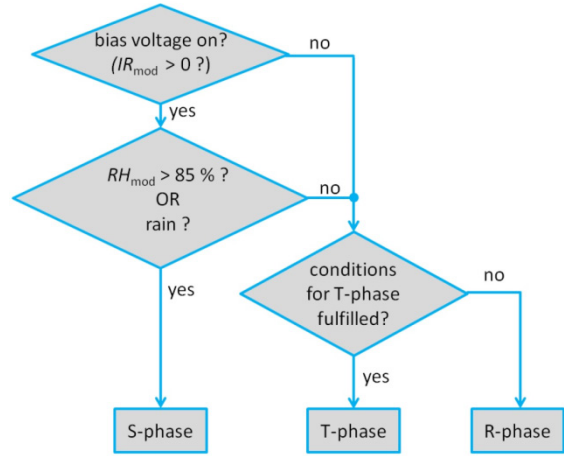 bias voltage on?
(IRmod > 0 ?)
no
yes
RHmod > 85 % ?
OR
rain ?
no
yes
conditions
for T-phase
fulfilled?
no
yes
S-phase
T-phase
R-phase